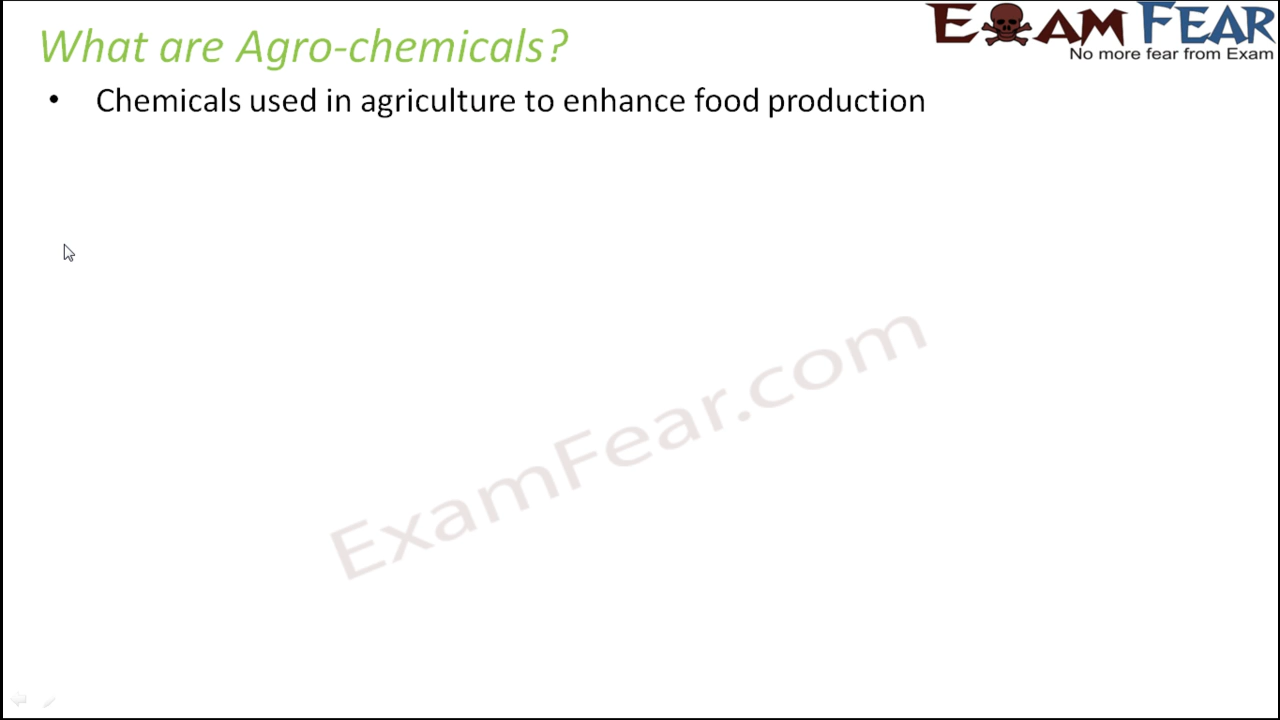 What are Agro-chemicals?
EXAM FEAR
No more fear from Exam
• Chemicals used in agriculture to enhance food production
ExamFear.com